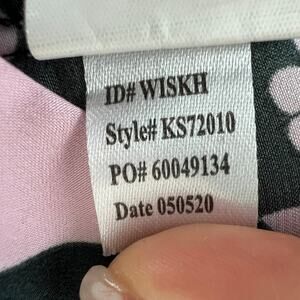 ID# WISKH
Style# KS72010
PO# 60049134
Date 050520